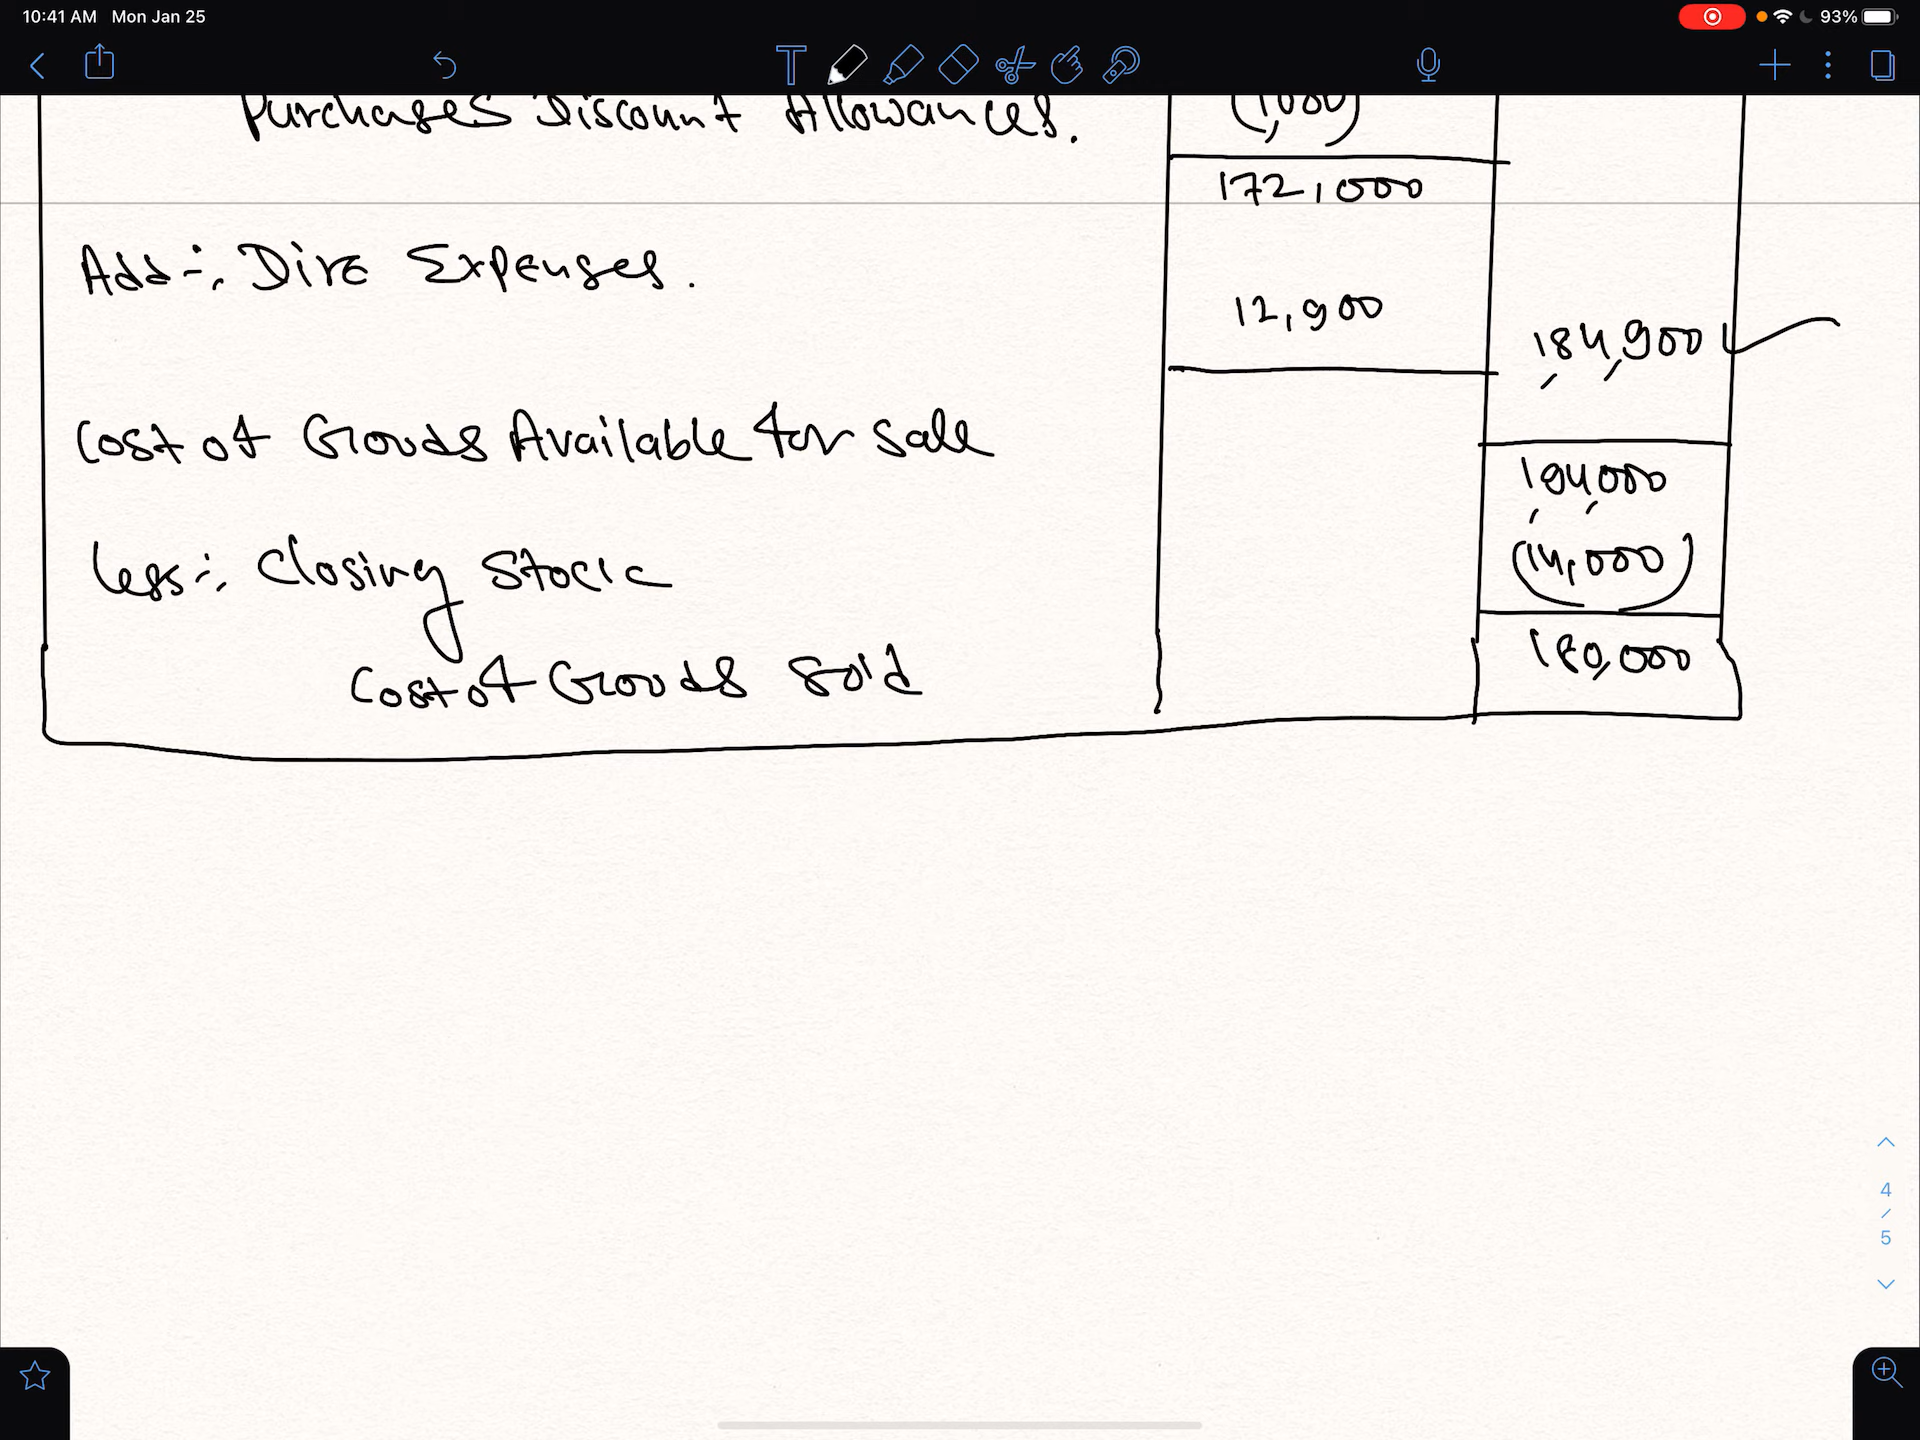 10:41 AM Mon Jan 25 93%
Purchases Discount Allowances. (1,000)
172,000
Add:- Dire Expenses.
12,900
184,900
Cost of Goods Available for sale
194,000
Less:- Closing Stock (14,000)
Cost of Goods Sold 180,000
4
/
5